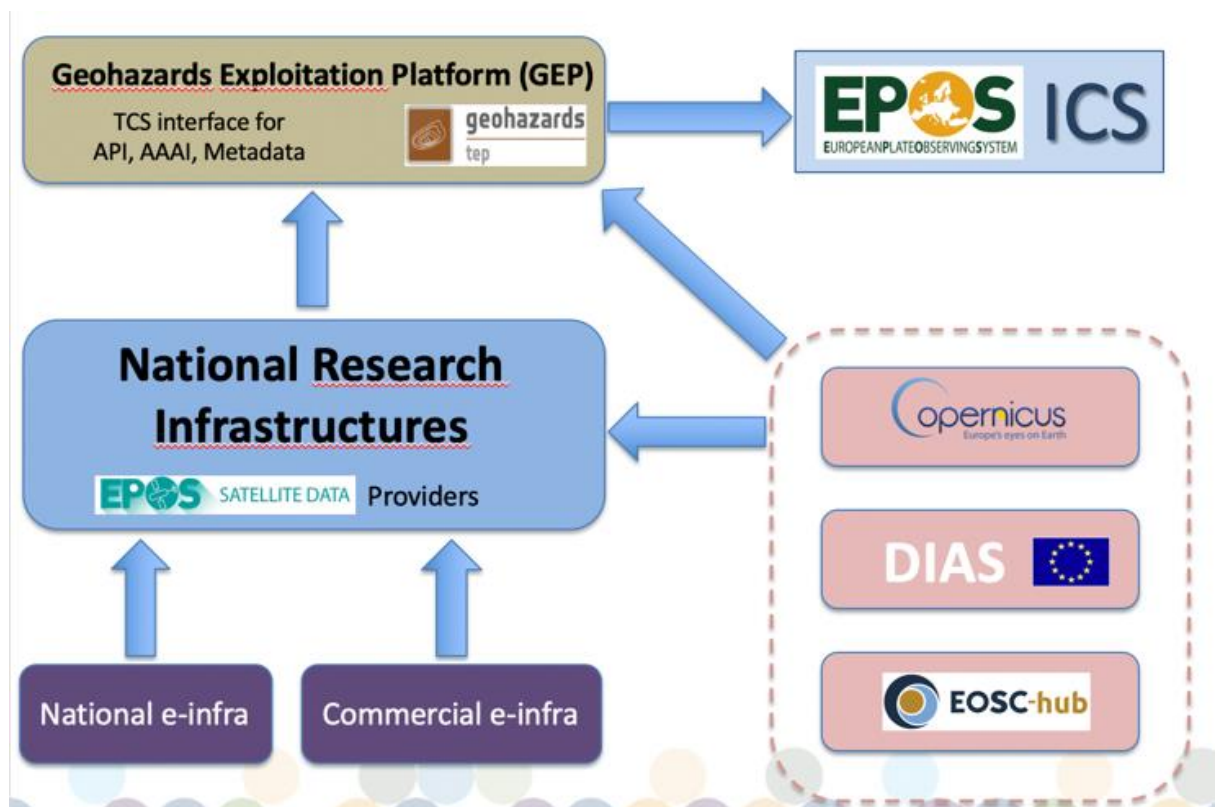 Geohazards Exploitation Platform (GEP)
TCS interface for
API, AAAI, Metadata
geohazards
tep
EPOS
EUROPEANPLATEOBSERVINGSYSTEM
ICS
National Research
Infrastructures
EPOS SATELLITE DATA Providers
opernicus
Europe's eyes on Earth
DIAS
EOSC-hub
National e-infra
Commercial e-infra